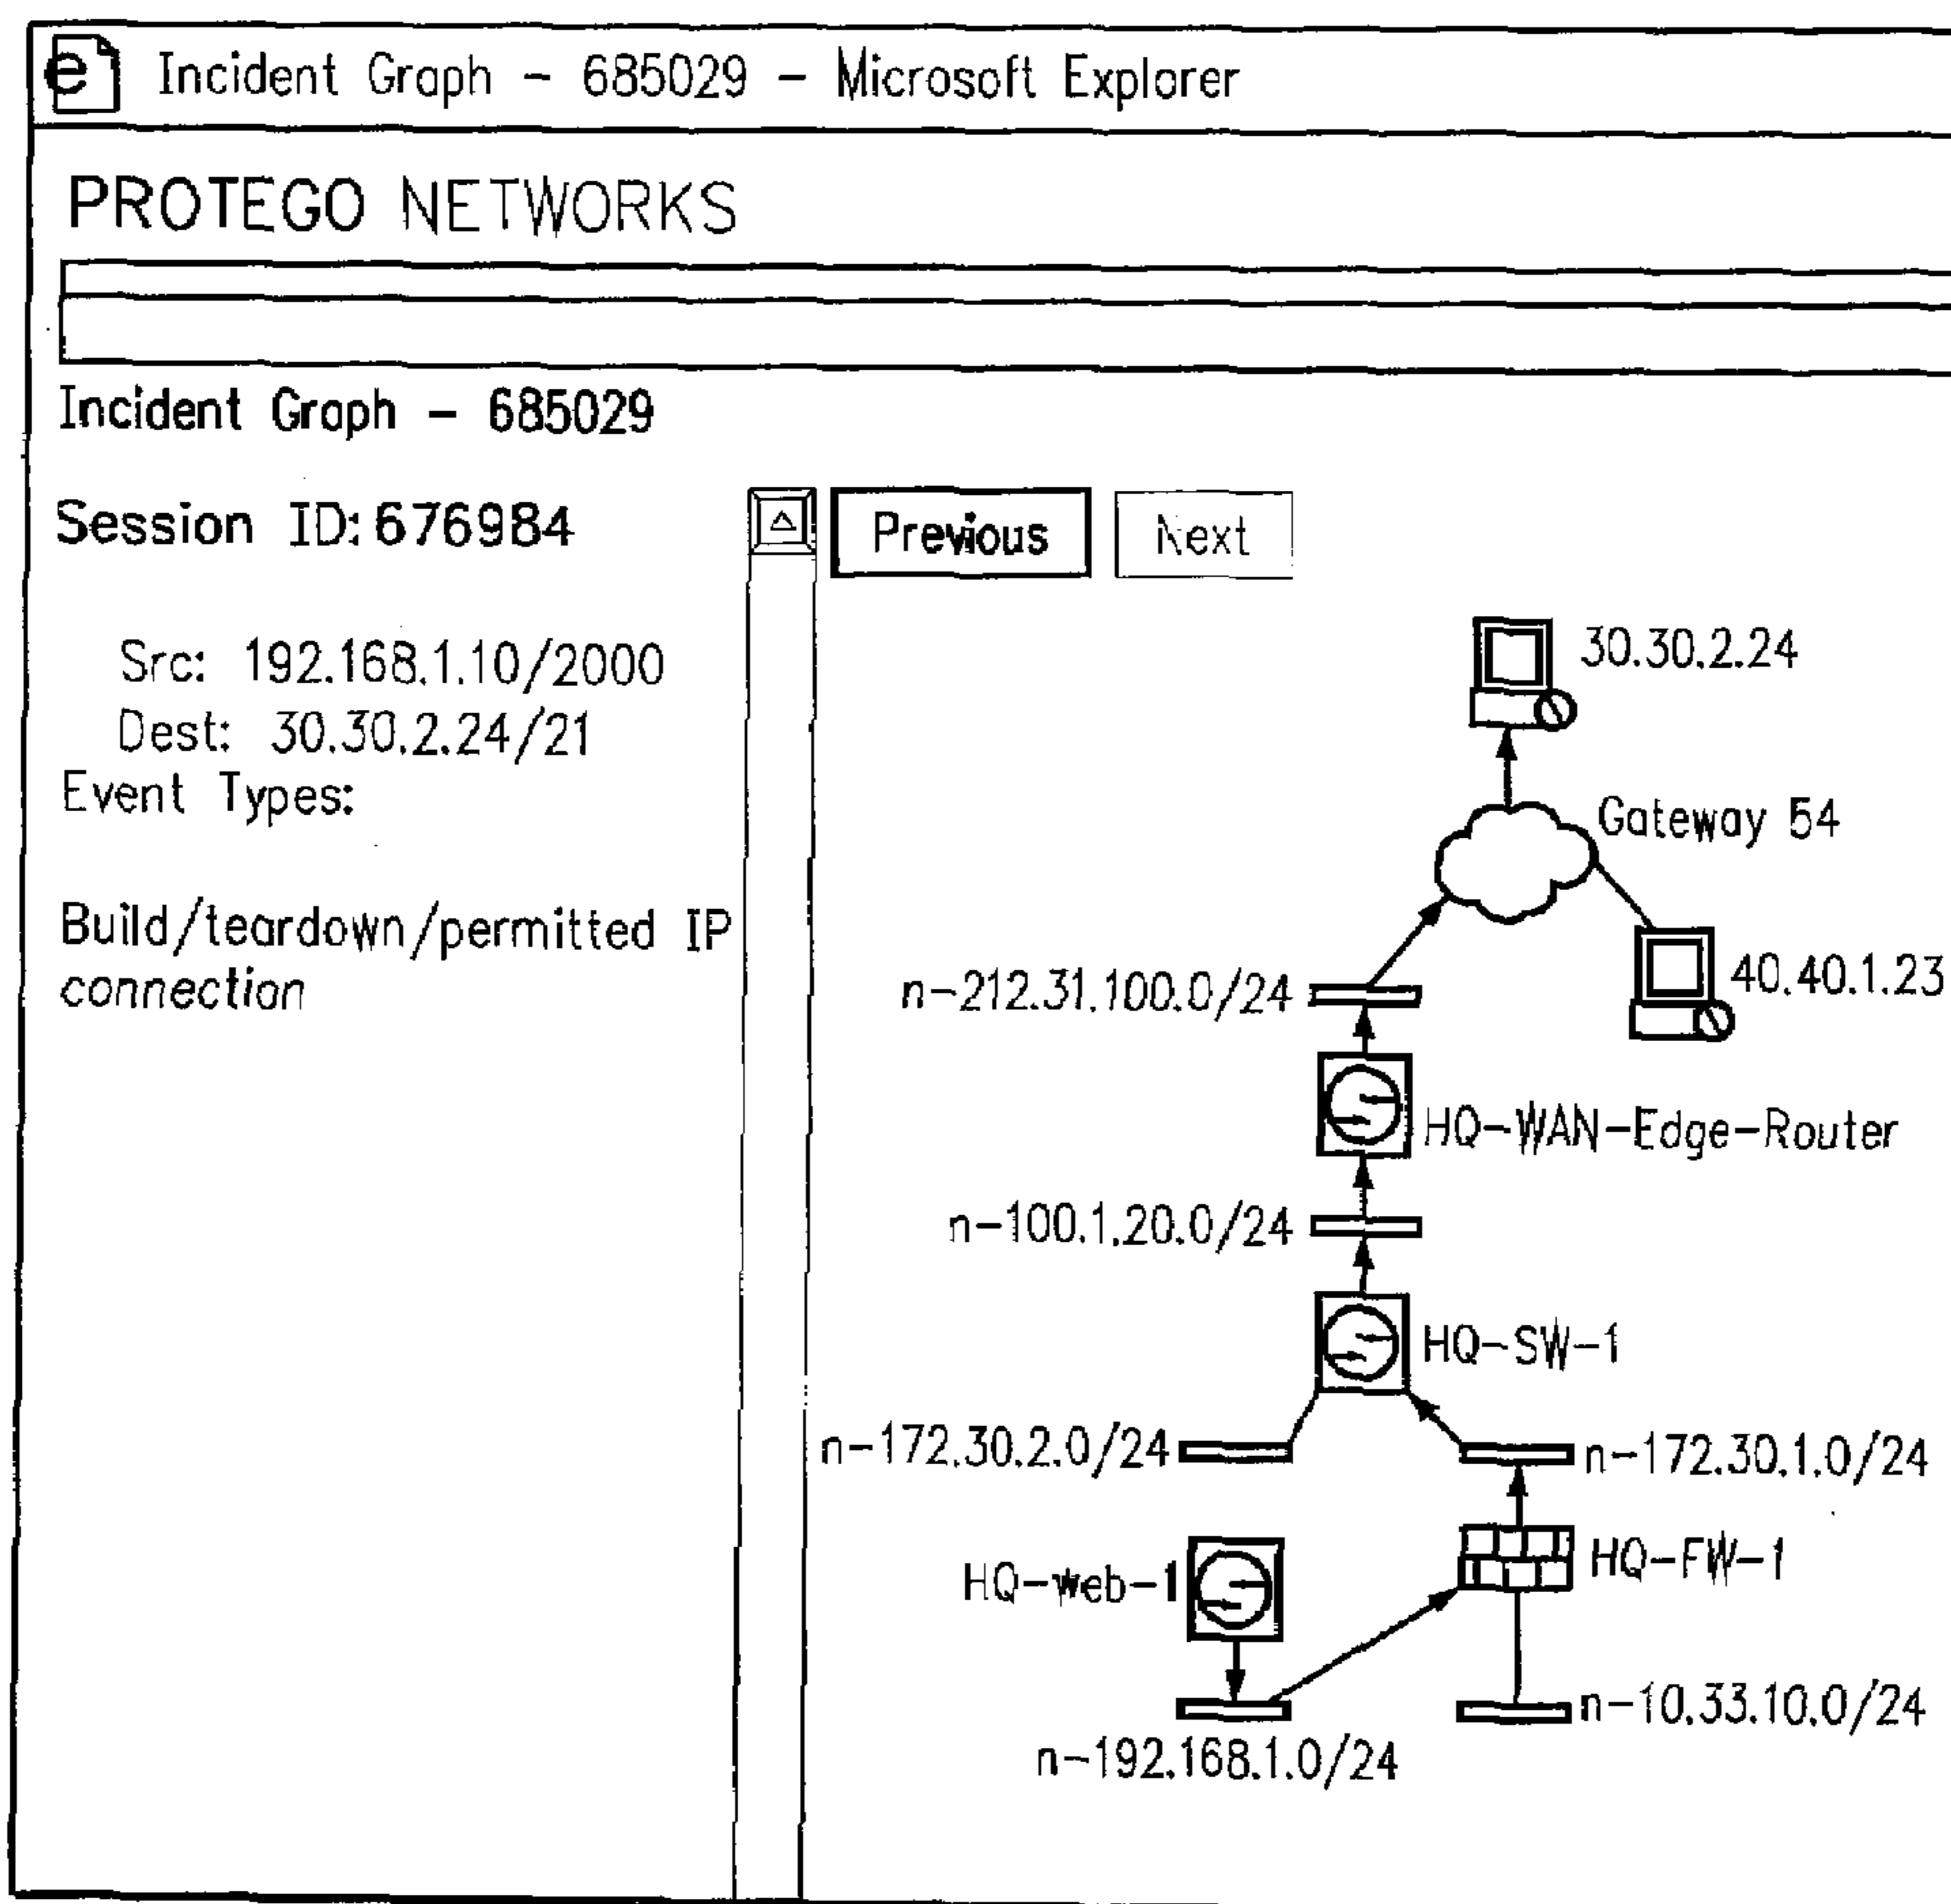 Incident Graph - 685029 - Microsoft Explorer
PROTEGO NETWORKS
Incident Graph - 685029
Session ID: 676984
Previous
Next
Src: 192.168.1.10/2000
Dest: 30.30.2.24/21
Event Types:
Build/teardown/permitted IP
connection
30.30.2.24
Gateway 54
40.40.1.23
n-212.31.100.0/24
HQ-WAN-Edge-Router
n-100.1.20.0/24
HQ-SW-1
n-172.30.2.0/24
n-172.30.1.0/24
HQ-web-1
HQ-FW-1
n-10.33.10.0/24
n-192.168.1.0/24